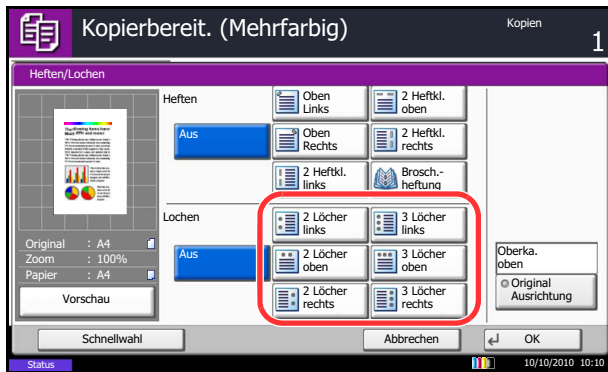 Kopierbereit. (Mehrfarbig)
Kopien
1
Heften/Lochen
Heften
Aus
Oben Links
2 Heftkl. oben
Oben Rechts
2 Heftkl. rechts
2 Heftkl. links
Brosch.-heftung
Lochen
Aus
2 Löcher links
3 Löcher links
2 Löcher oben
3 Löcher oben
2 Löcher rechts
3 Löcher rechts
Original : A4
Zoom : 100%
Papier : A4
Vorschau
Oberka. oben
Original Ausrichtung
Schnellwahl
Abbrechen
OK
Status
10/10/2010 10:10